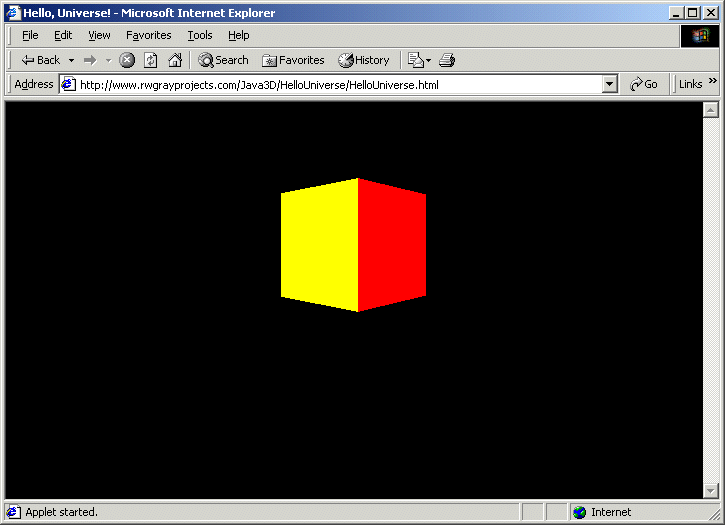 Hello, Universe! - Microsoft Internet Explorer
File Edit View Favorites Tools Help
Back Search Favorites History
Address http://www.rwgrayprojects.com/Java3D/HelloUniverse/HelloUniverse.html Go Links »
Applet started. Internet